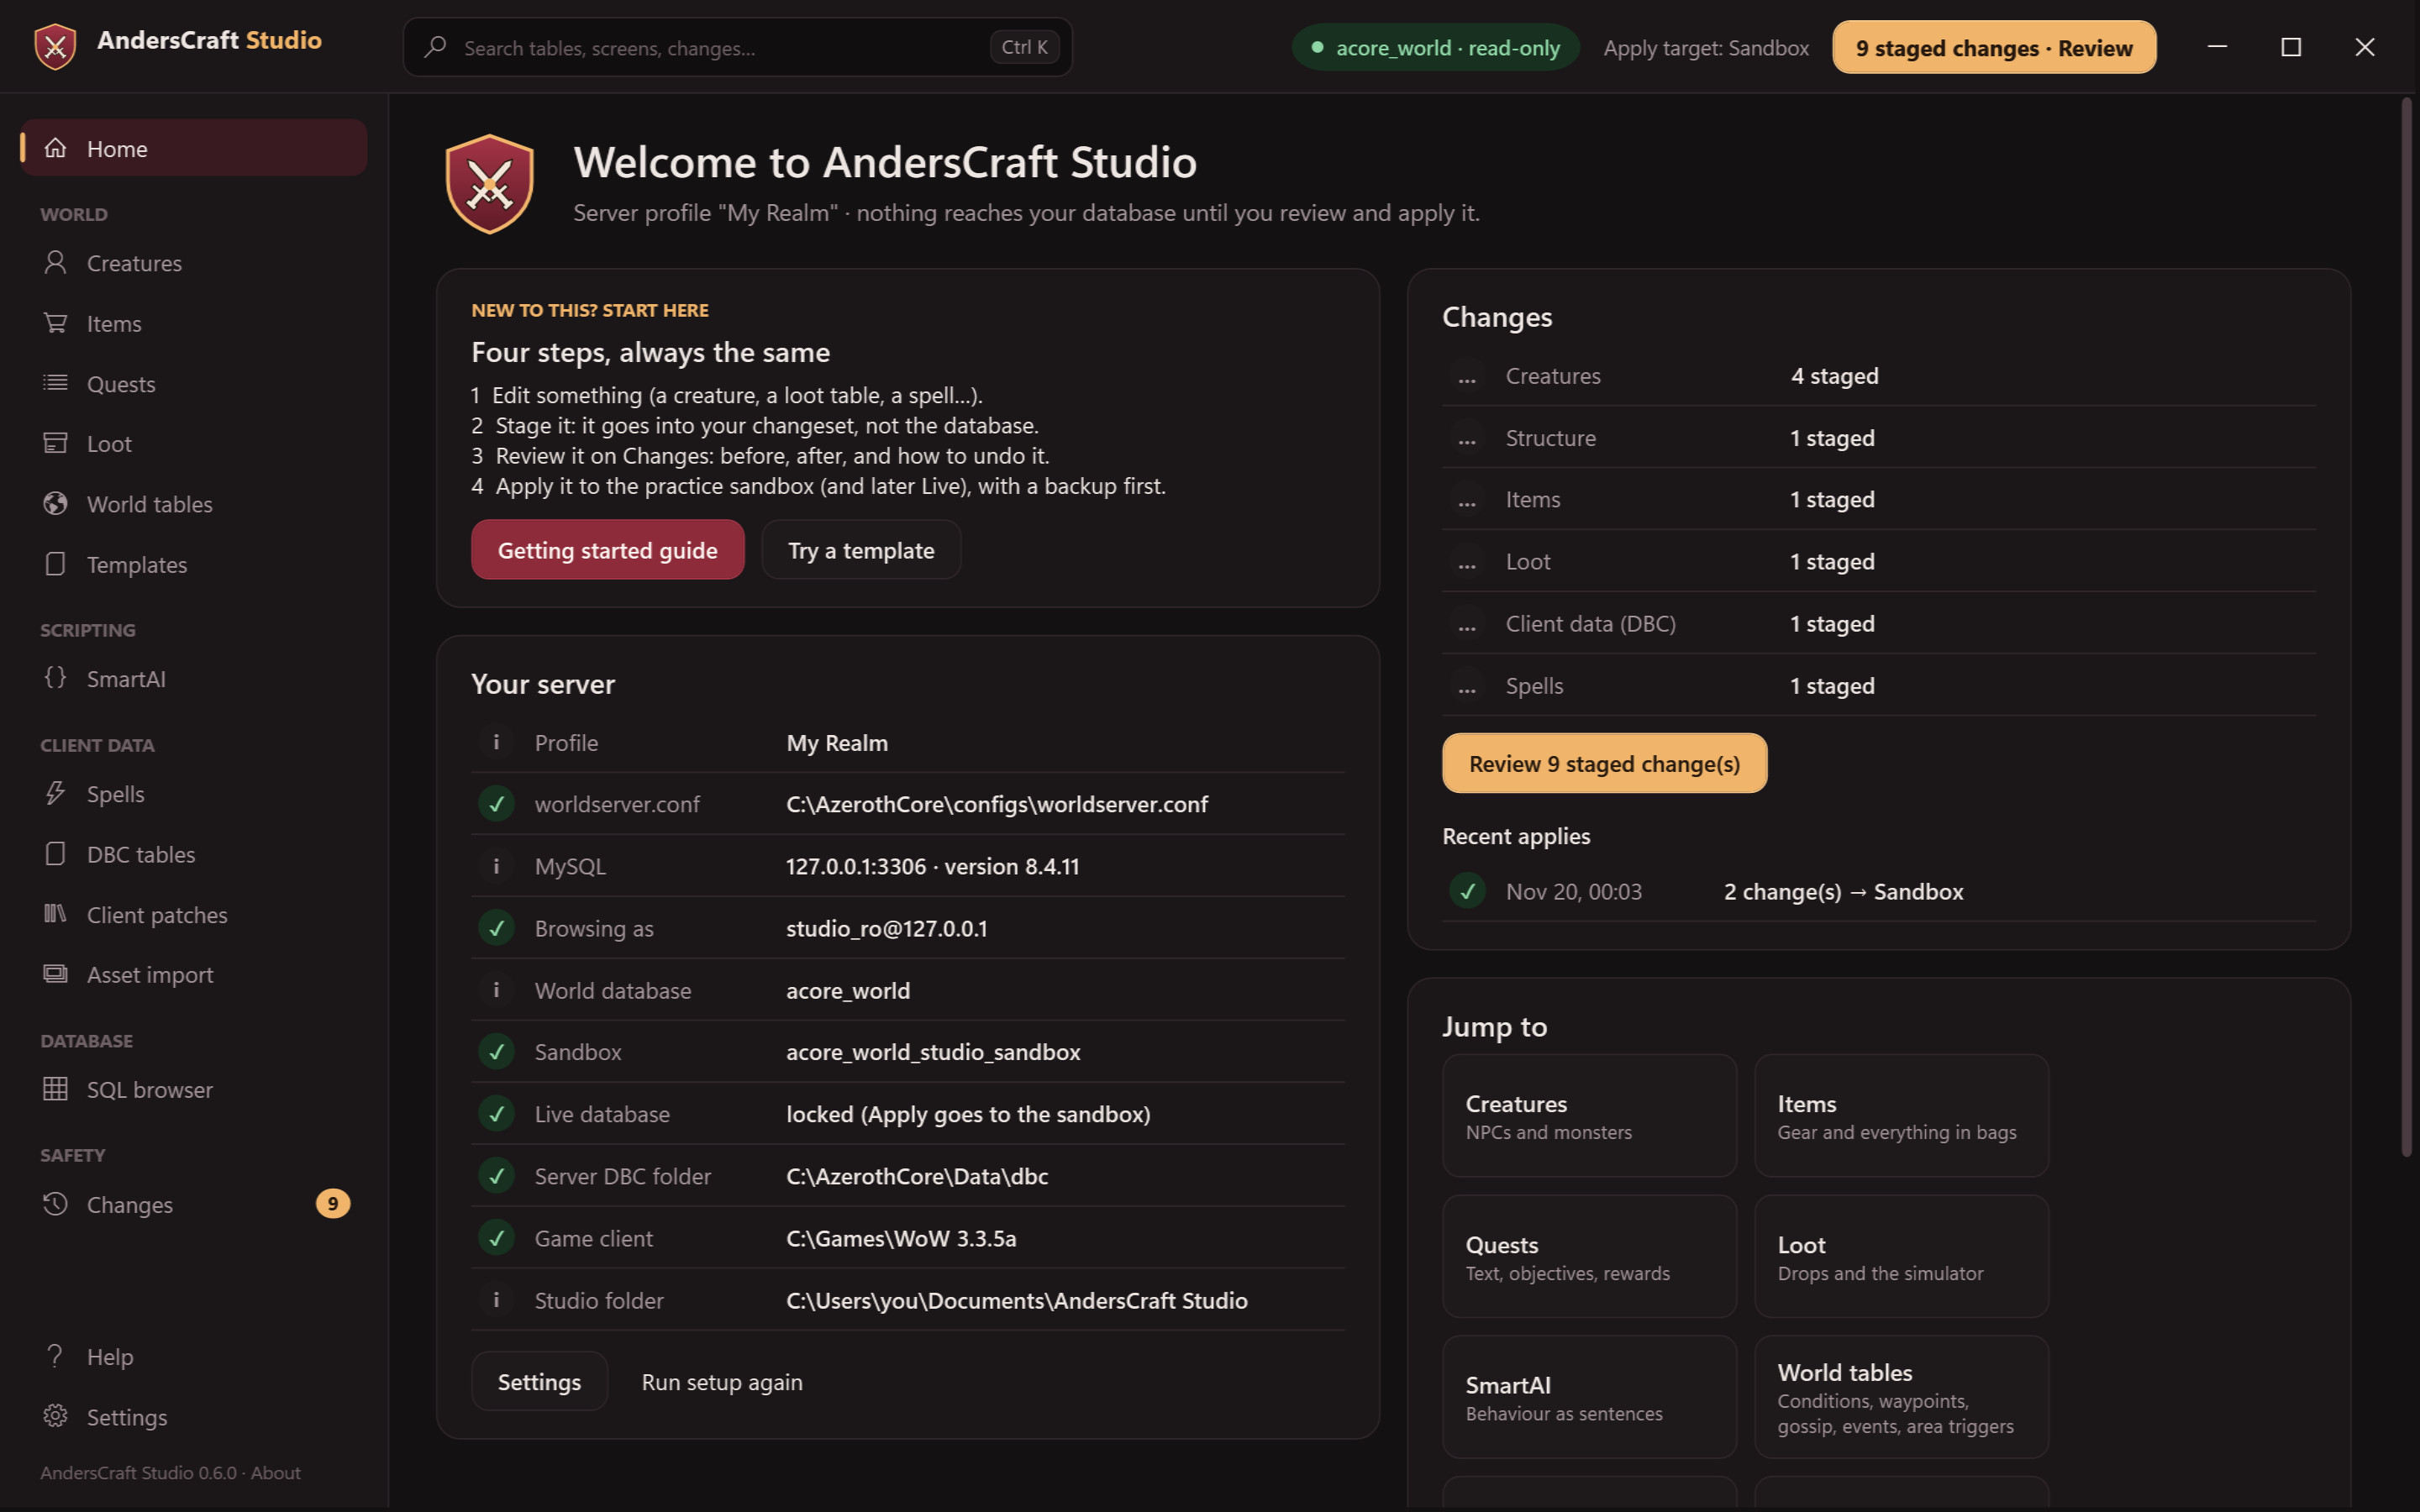 AndersCraft Studio
Search tables, screens, changes...
Ctrl K
acore_world · read-only
Apply target: Sandbox
9 staged changes · Review
Home
WORLD
Creatures
Items
Quests
Loot
World tables
Templates
SCRIPTING
SmartAI
CLIENT DATA
Spells
DBC tables
Client patches
Asset import
DATABASE
SQL browser
SAFETY
Changes
9
Help
Settings
AndersCraft Studio 0.6.0 · About
Welcome to AndersCraft Studio
Server profile "My Realm" · nothing reaches your database until you review and apply it.
NEW TO THIS? START HERE
Four steps, always the same
1 Edit something (a creature, a loot table, a spell...).
2 Stage it: it goes into your changeset, not the database.
3 Review it on Changes: before, after, and how to undo it.
4 Apply it to the practice sandbox (and later Live), with a backup first.
Getting started guide
Try a template
Your server
i Profile My Realm
✓ worldserver.conf C:\AzerothCore\configs\worldserver.conf
i MySQL 127.0.0.1:3306 · version 8.4.11
✓ Browsing as studio_ro@127.0.0.1
i World database acore_world
✓ Sandbox acore_world_studio_sandbox
✓ Live database locked (Apply goes to the sandbox)
✓ Server DBC folder C:\AzerothCore\Data\dbc
✓ Game client C:\Games\WoW 3.3.5a
i Studio folder C:\Users\you\Documents\AndersCraft Studio
Settings
Run setup again
Changes
... Creatures 4 staged
... Structure 1 staged
... Items 1 staged
... Loot 1 staged
... Client data (DBC) 1 staged
... Spells 1 staged
Review 9 staged change(s)
Recent applies
✓ Nov 20, 00:03 2 change(s) → Sandbox
Jump to
Creatures
NPCs and monsters
Items
Gear and everything in bags
Quests
Text, objectives, rewards
Loot
Drops and the simulator
SmartAI
Behaviour as sentences
World tables
Conditions, waypoints,
gossip, events, area triggers